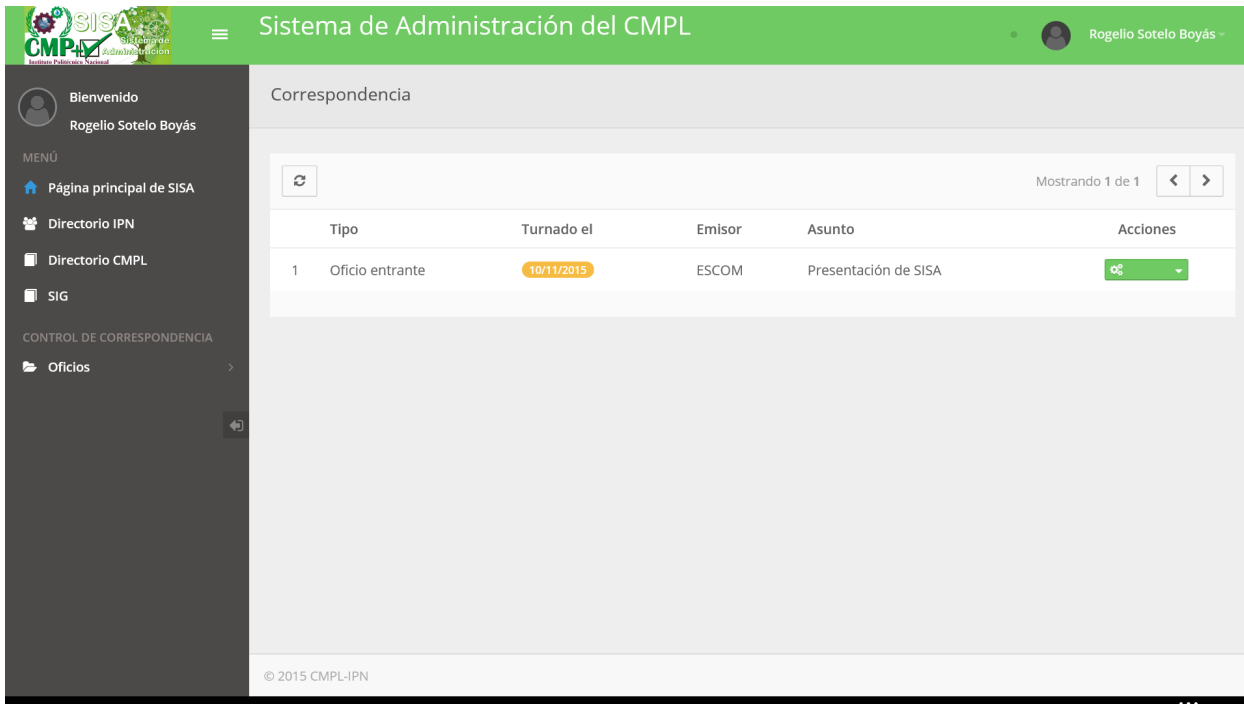 SISA
Sistema de
CMP+L
Administración
Instituto Politécnico Nacional
Sistema de Administración del CMPL
Rogelio Sotelo Boyás
Bienvenido
Rogelio Sotelo Boyás
MENÚ
Página principal de SISA
Directorio IPN
Directorio CMPL
SIG
CONTROL DE CORRESPONDENCIA
Oficios
Correspondencia
Mostrando 1 de 1
Tipo Turnado el Emisor Asunto Acciones
1 Oficio entrante 10/11/2015 ESCOM Presentación de SISA
© 2015 CMPL-IPN